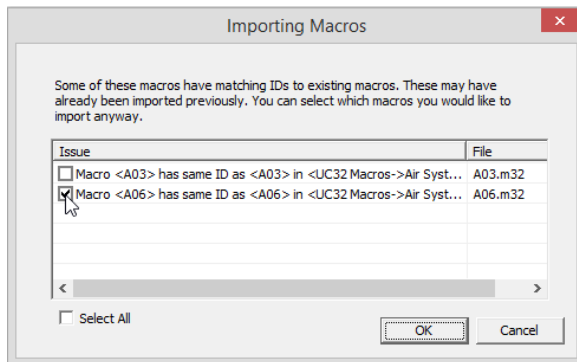 Importing Macros
Some of these macros have matching IDs to existing macros. These may have
already been imported previously. You can select which macros you would like to
import anyway.
Issue File
Macro <A03> has same ID as <A03> in <UC32 Macros->Air Syst... A03.m32
Macro <A06> has same ID as <A06> in <UC32 Macros->Air Syst... A06.m32
Select All
OK Cancel